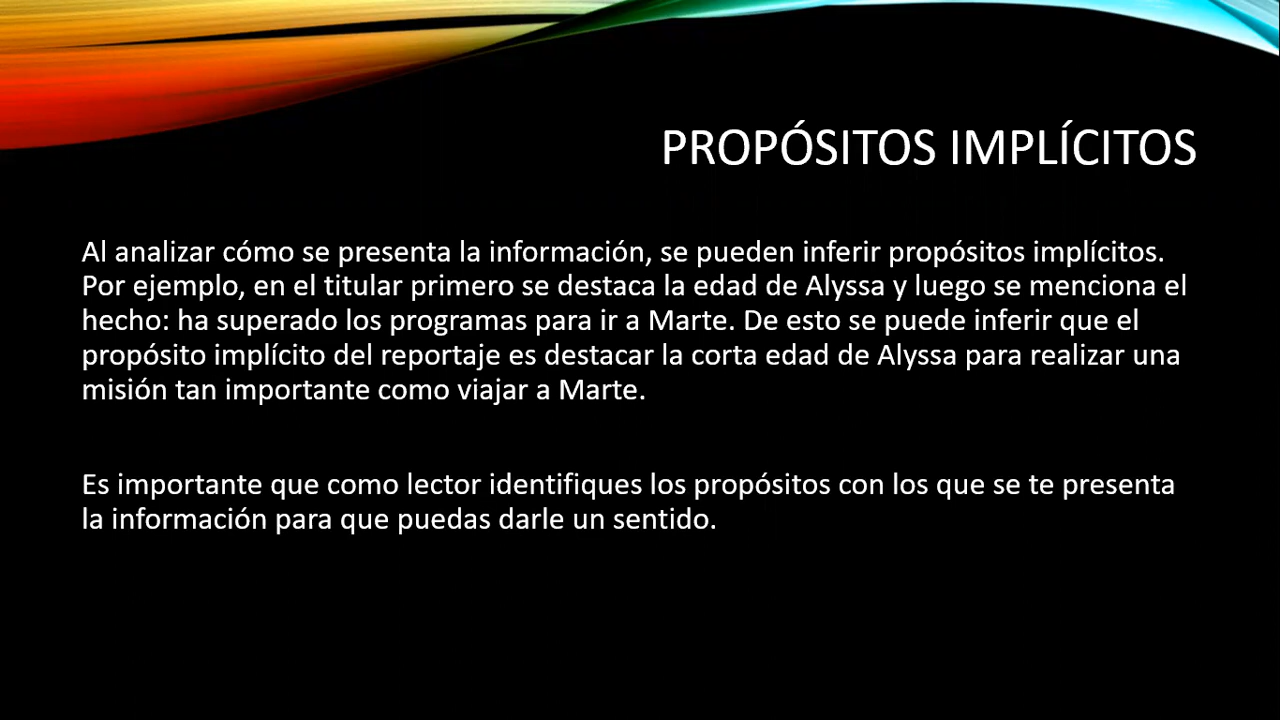 PROPÓSITOS IMPLÍCITOS
Al analizar cómo se presenta la información, se pueden inferir propósitos implícitos.
Por ejemplo, en el titular primero se destaca la edad de Alyssa y luego se menciona el
hecho: ha superado los programas para ir a Marte. De esto se puede inferir que el
propósito implícito del reportaje es destacar la corta edad de Alyssa para realizar una
misión tan importante como viajar a Marte.
Es importante que como lector identifiques los propósitos con los que se te presenta
la información para que puedas darle un sentido.